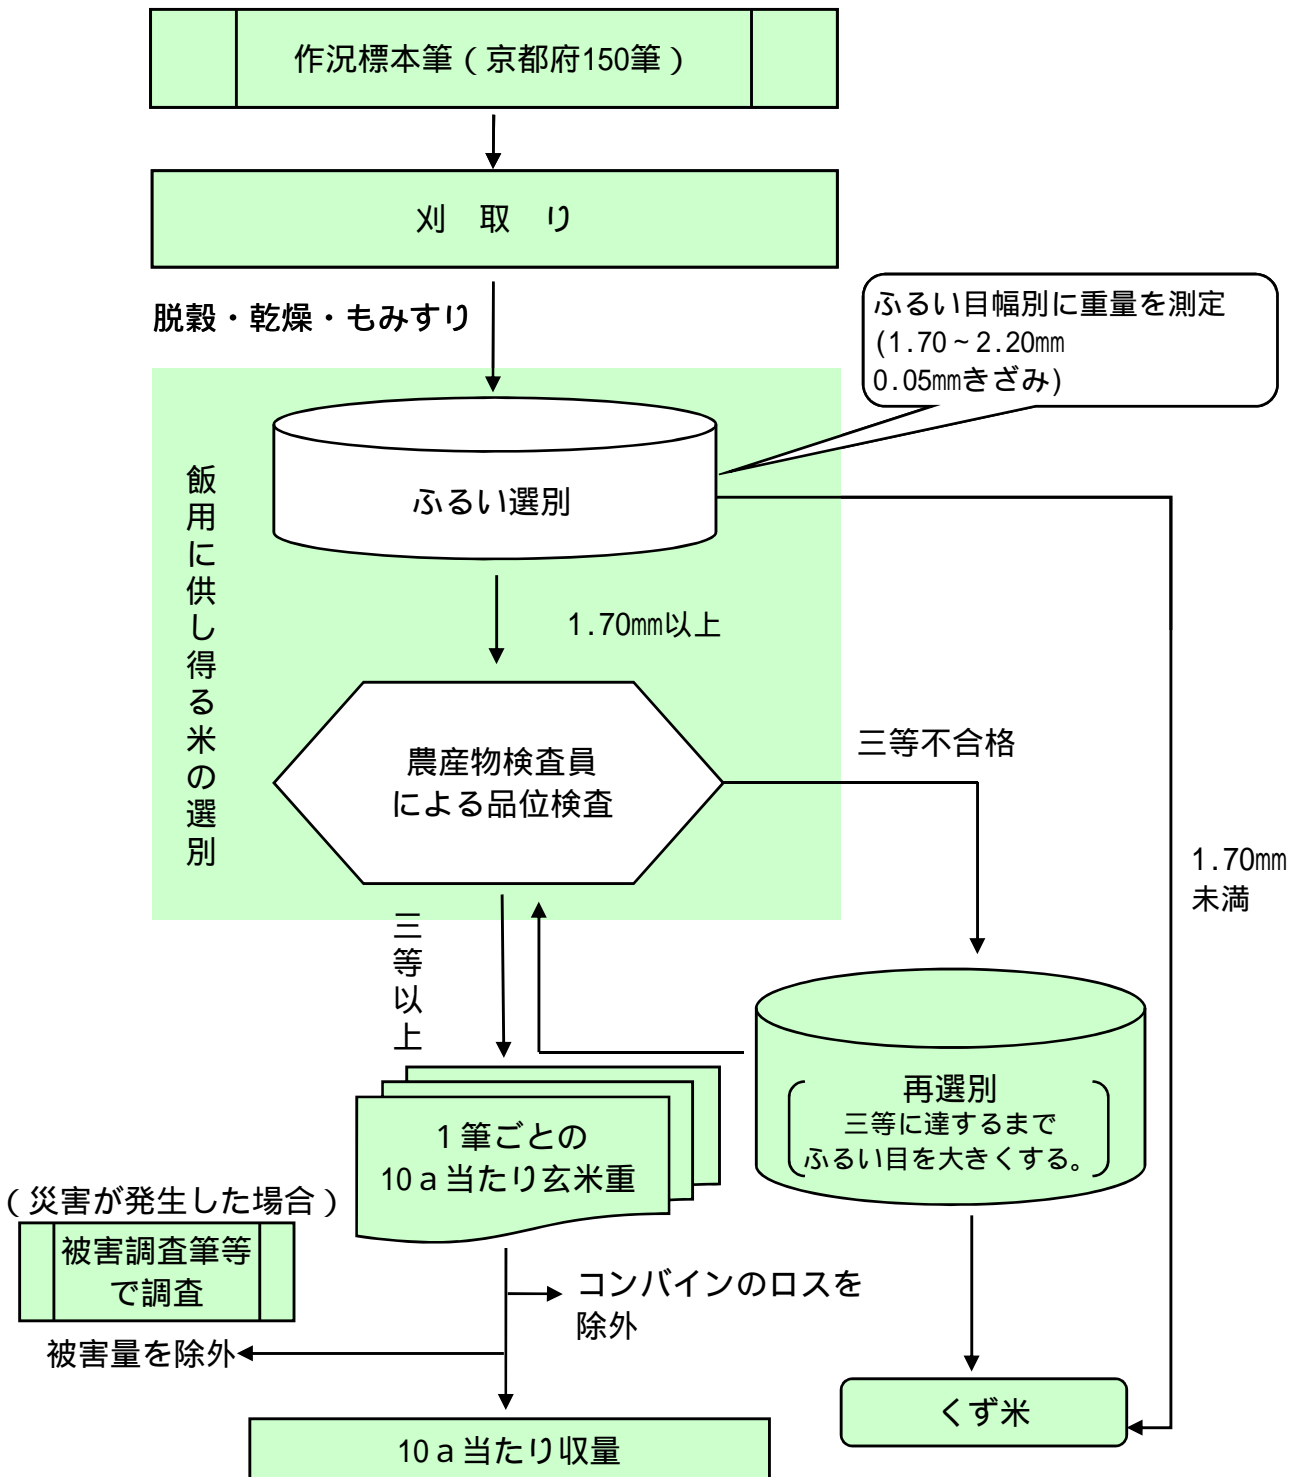 作況標本筆（京都府150筆）
刈　取　り
脱穀・乾燥・もみすり
ふるい目幅別に重量を測定
(1.70～2.20㎜
0.05㎜きざみ)
飯用に供し得る米の選別
ふるい選別
1.70㎜以上
農産物検査員
による品位検査
三等不合格
1.70㎜
未満
三等以上
再選別
三等に達するまで
ふるい目を大きくする。
１筆ごとの
10ａ当たり玄米重
（災害が発生した場合）
被害調査筆等
で調査
コンバインのロスを
除外
被害量を除外
くず米
10ａ当たり収量